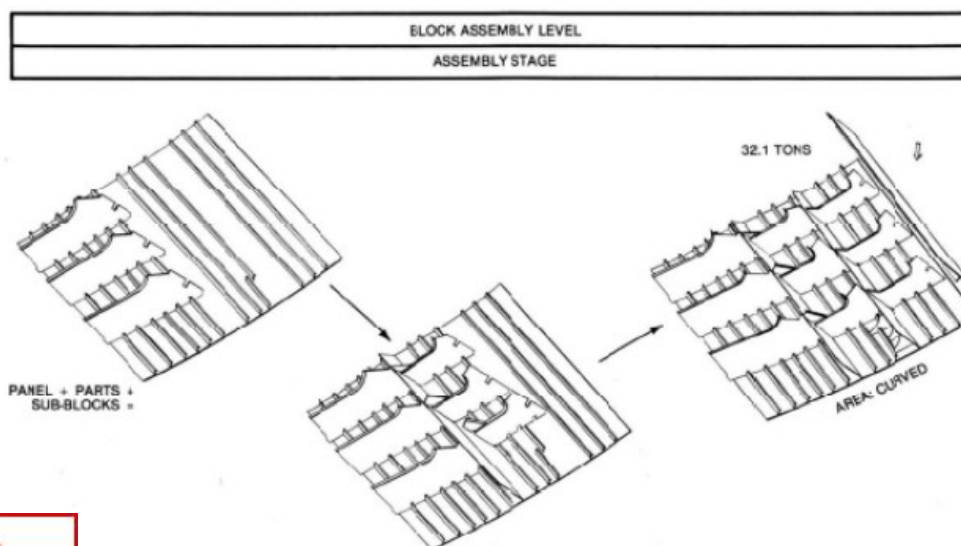 BLOCK ASSEMBLY LEVEL
ASSEMBLY STAGE
32.1 TONS
PANEL + PARTS +
SUB-BLOCKS =
AREA: CURVED